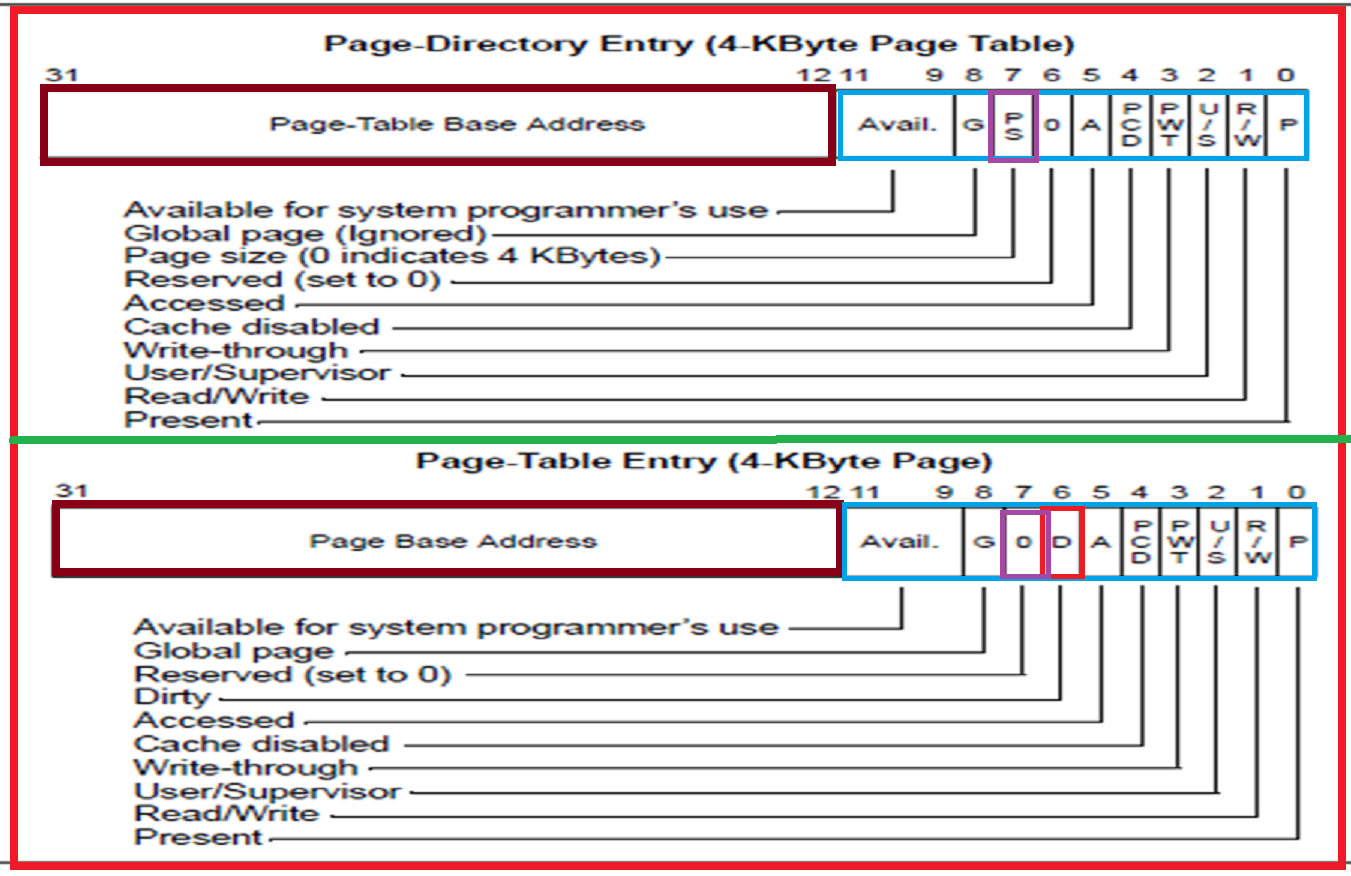 Page-Directory Entry (4-KByte Page Table)
31 12 11 9 8 7 6 5 4 3 2 1 0
Page-Table Base Address Avail. G PS 0 A PCD PWT U/S R/W P
Available for system programmer's use
Global page (Ignored)
Page size (0 indicates 4 KBytes)
Reserved (set to 0)
Accessed
Cache disabled
Write-through
User/Supervisor
Read/Write
Present
Page-Table Entry (4-KByte Page)
31 12 11 9 8 7 6 5 4 3 2 1 0
Page Base Address Avail. G 0 D A PCD PWT U/S R/W P
Available for system programmer's use
Global page
Reserved (set to 0)
Dirty
Accessed
Cache disabled
Write-through
User/Supervisor
Read/Write
Present